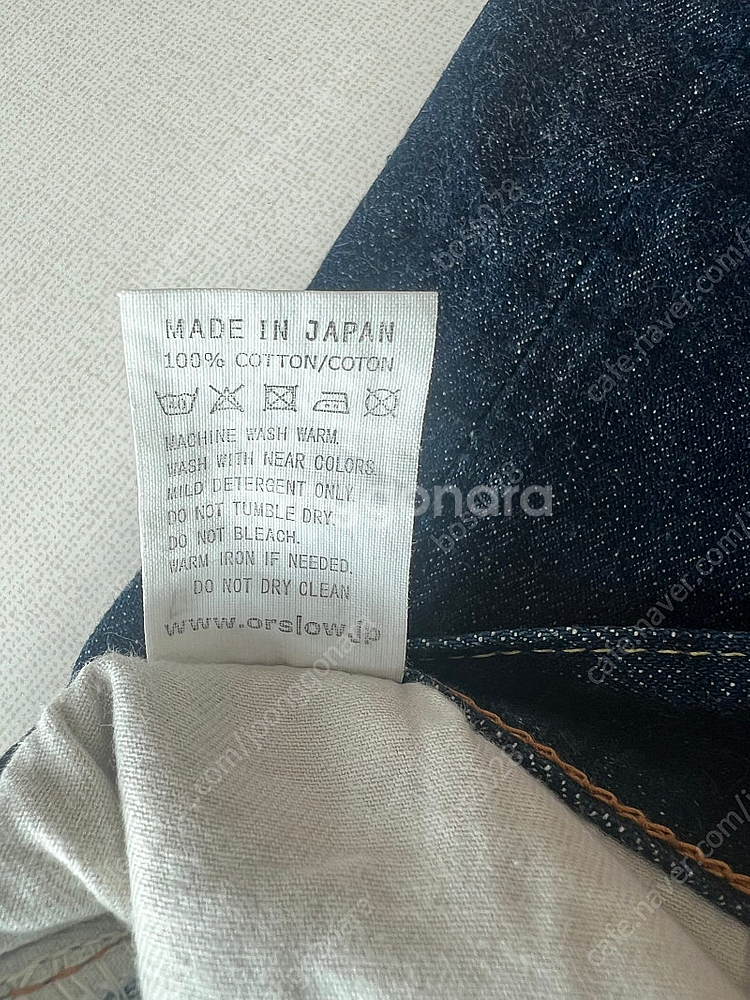 MADE IN JAPAN
100% COTTON/COTON
40
MACHINE WASH WARM.
WASH WITH NEAR COLORS.
MILD DETERGENT ONLY.
DO NOT TUMBLE DRY.
DO NOT BLEACH.
WARM IRON IF NEEDED.
DO NOT DRY CLEAN
www.orslow.jp